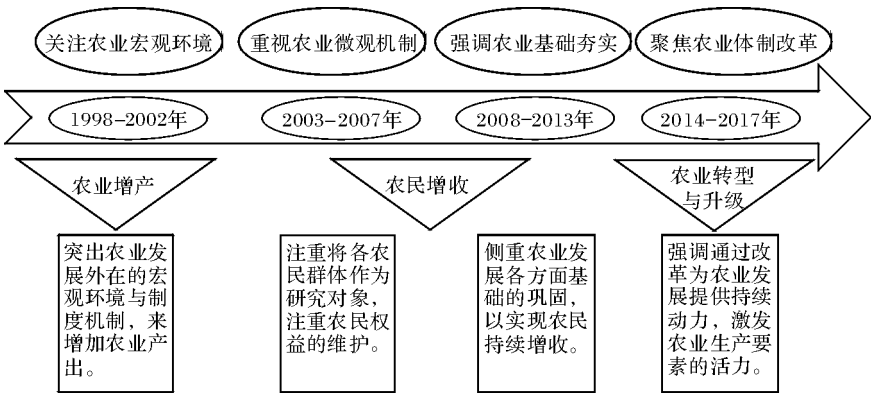 关注农业宏观环境
重视农业微观机制
强调农业基础夯实
聚焦农业体制改革
1998-2002年
2003-2007年
2008-2013年
2014-2017年
农业增产
农民增收
农业转型
与升级
突出农业发
展外在的宏
观环境与制
度机制，来
增加农业产
出。
注重将各农
民群体作为
研究对象，
注重农民权
益的维护。
侧重农业发
展各方面基
础的巩固，
以实现农民
持续增收。
强调通过改
革为农业发
展提供持续
动力，激发
农业生产要
素的活力。